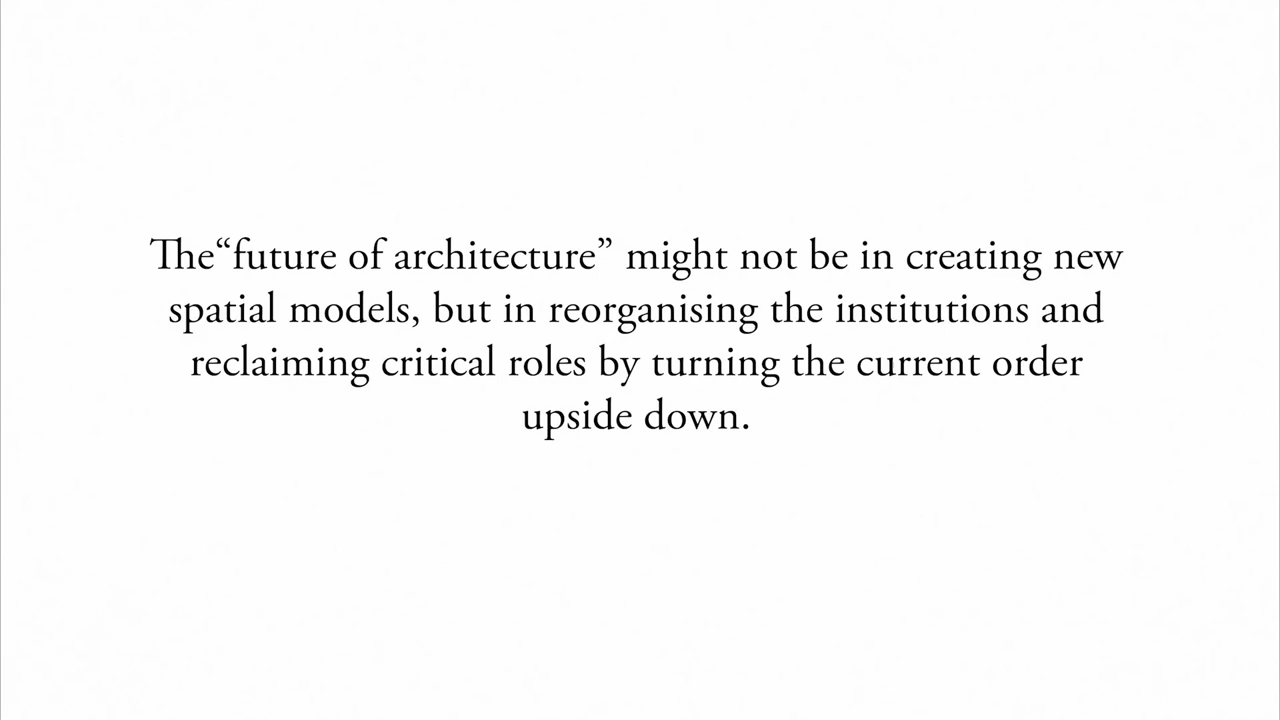 The“future of architecture” might not be in creating new
spatial models, but in reorganising the institutions and
reclaiming critical roles by turning the current order
upside down.